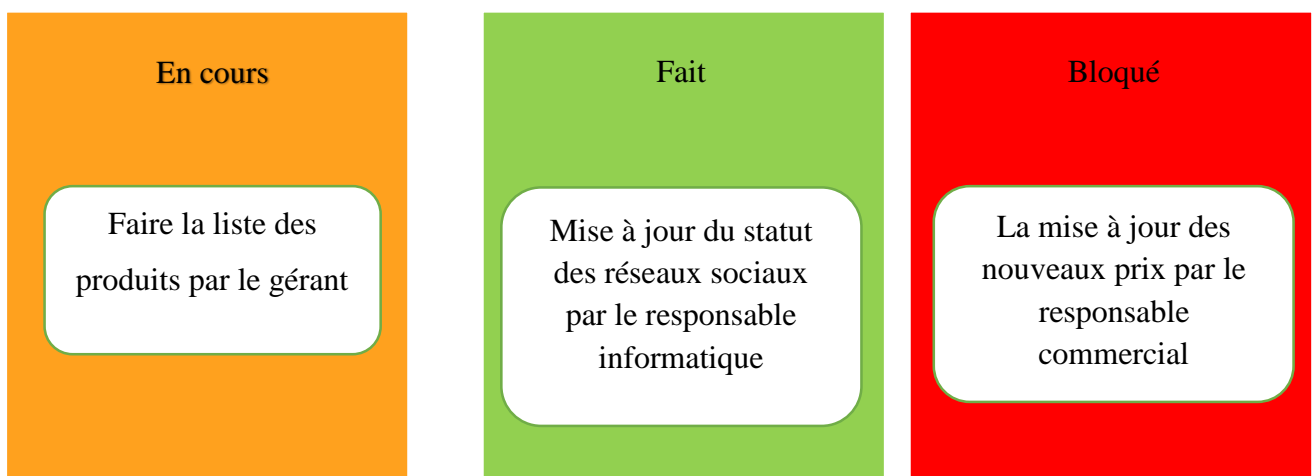 En cours
Faire la liste des
produits par le gérant
Fait
Mise à jour du statut
des réseaux sociaux
par le responsable
informatique
Bloqué
La mise à jour des
nouveaux prix par le
responsable
commercial